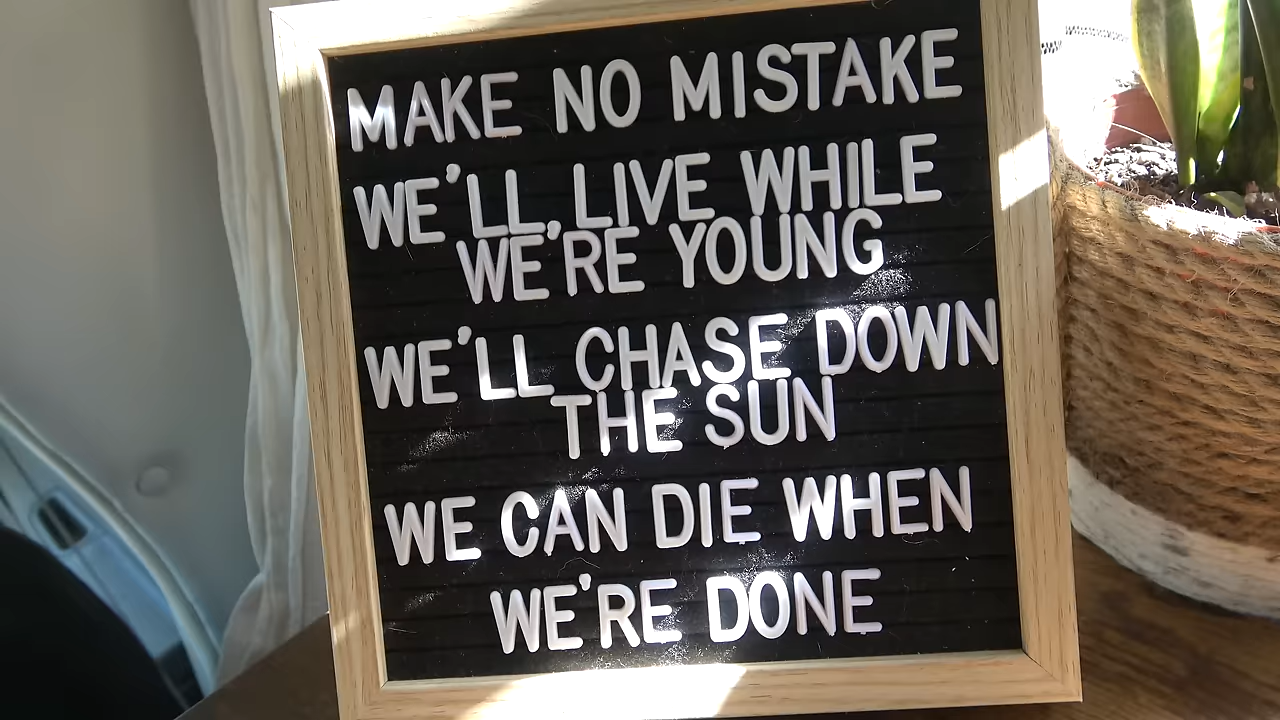 MAKE NO MISTAKE
WE'LL, LIVE WHILE
WE'RE YOUNG
WE'LL CHASE DOWN
THE SUN
WE CAN DIE WHEN
WE'RE DONE